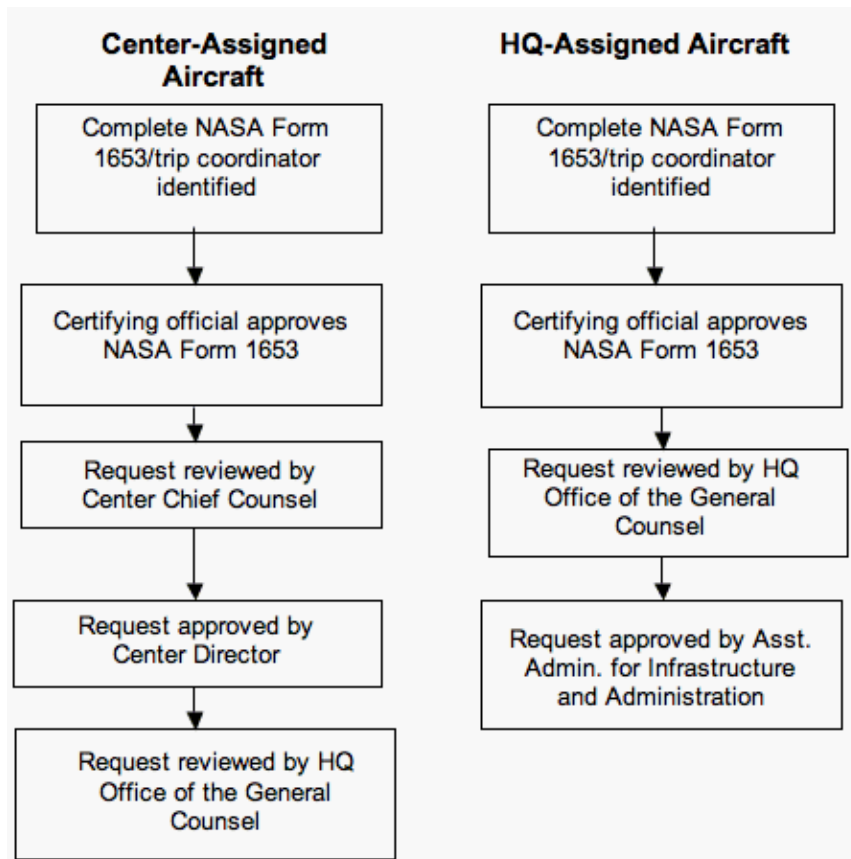 Center-Assigned
Aircraft
Complete NASA Form
1653/trip coordinator
identified
Certifying official approves
NASA Form 1653
Request reviewed by
Center Chief Counsel
Request approved by
Center Director
Request reviewed by HQ
Office of the General
Counsel
HQ-Assigned Aircraft
Complete NASA Form
1653/trip coordinator
identified
Certifying official approves
NASA Form 1653
Request reviewed by HQ
Office of the General
Counsel
Request approved by Asst.
Admin. for Infrastructure
and Administration